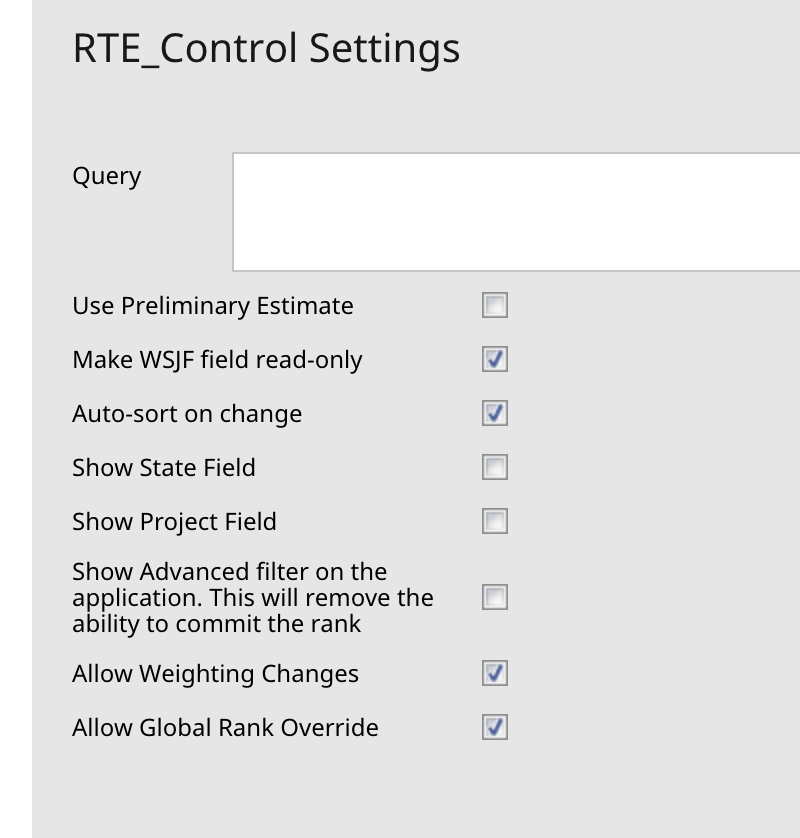 RTE_Control Settings
Query
Use Preliminary Estimate
Make WSJF field read-only
Auto-sort on change
Show State Field
Show Project Field
Show Advanced filter on the
application. This will remove the
ability to commit the rank
Allow Weighting Changes
Allow Global Rank Override